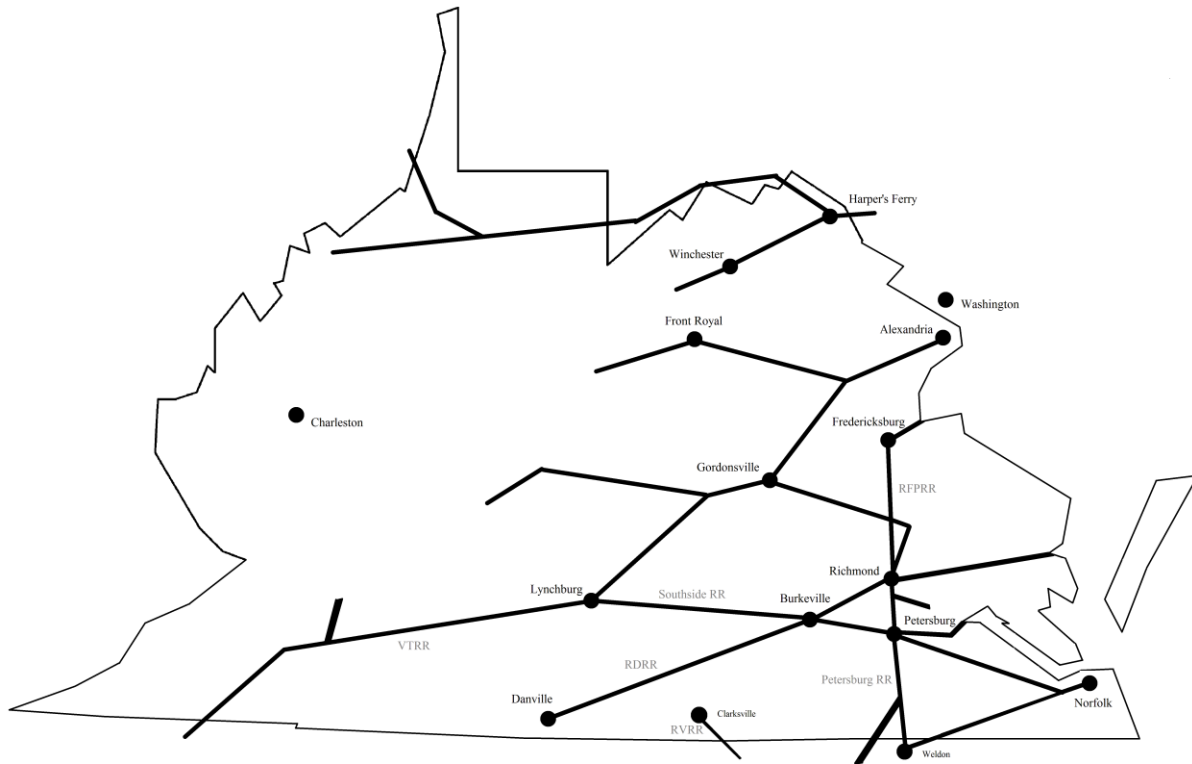 Harper's Ferry
Winchester
Washington
Front Royal
Alexandria
Charleston
Fredericksburg
Gordonsville
RFPRR
Richmond
Lynchburg
Southside RR
Burkeville
Petersburg
VTRR
RDRR
Petersburg RR
Danville
Clarksville
Norfolk
RVRR
Weldon